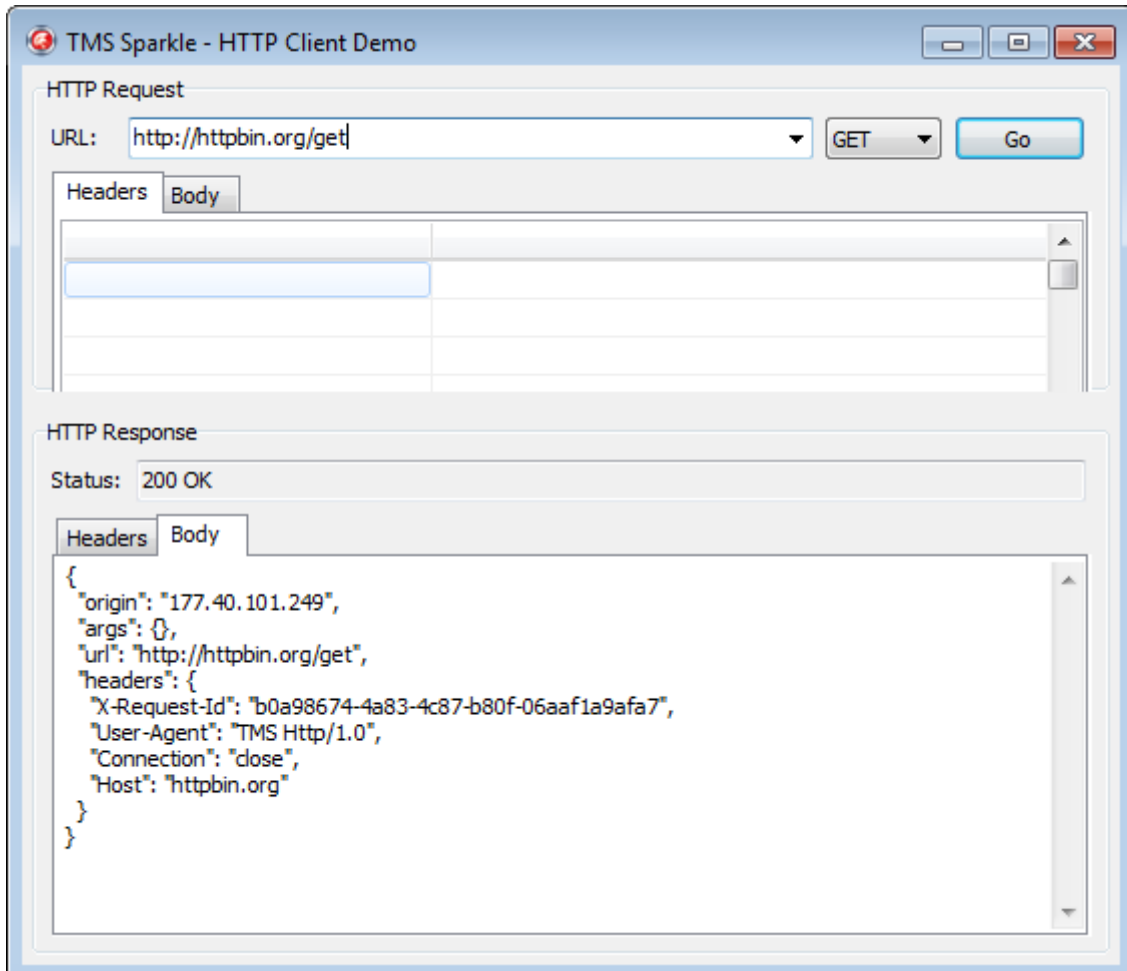 TMS Sparkle - HTTP Client Demo
HTTP Request
URL: http://httpbin.org/get GET Go
Headers Body
HTTP Response
Status: 200 OK
Headers Body
{
"origin": "177.40.101.249",
"args": {},
"url": "http://httpbin.org/get",
"headers": {
"X-Request-Id": "b0a98674-4a83-4c87-b80f-06aaf1a9afa7",
"User-Agent": "TMS Http/1.0",
"Connection": "close",
"Host": "httpbin.org"
}
}